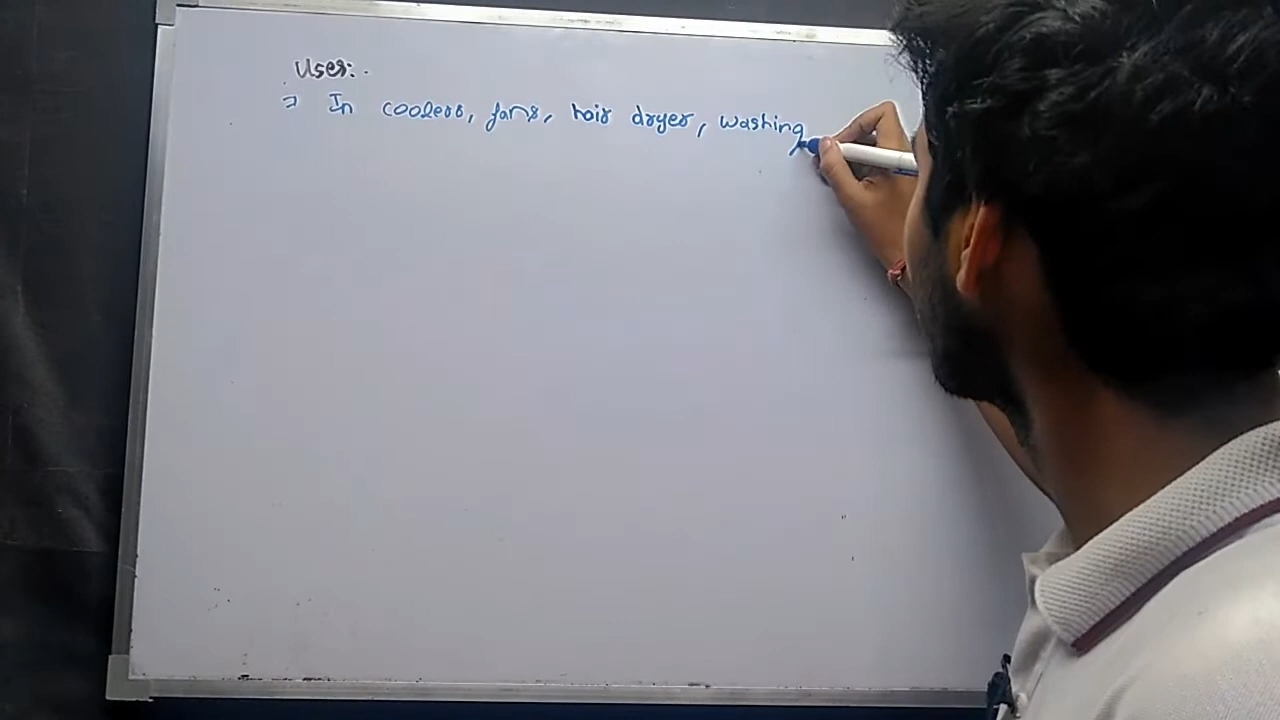 Uses:-
⇒ In coolers, fans, hair dryer, washing